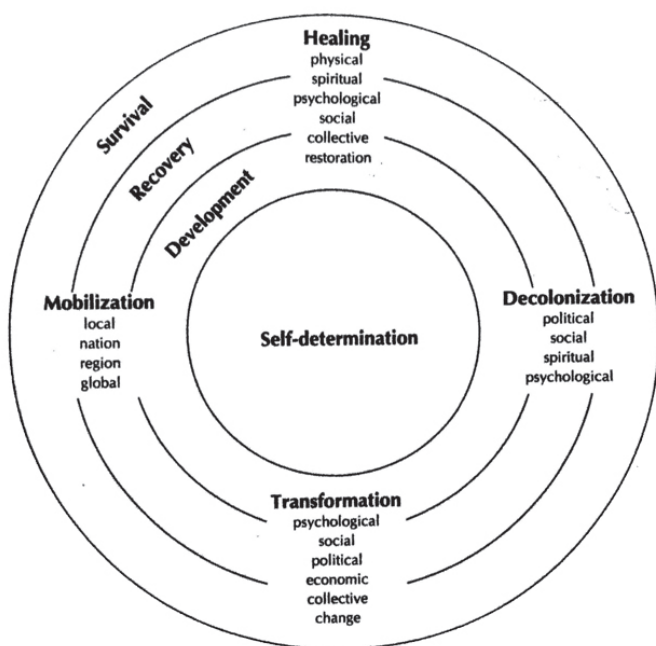 Healing
physical
spiritual
psychological
social
collective
restoration
Survival
Recovery
Development
Mobilization
local
nation
region
global
Self-determination
Decolonization
political
social
spiritual
psychological
Transformation
psychological
social
political
economic
collective
change